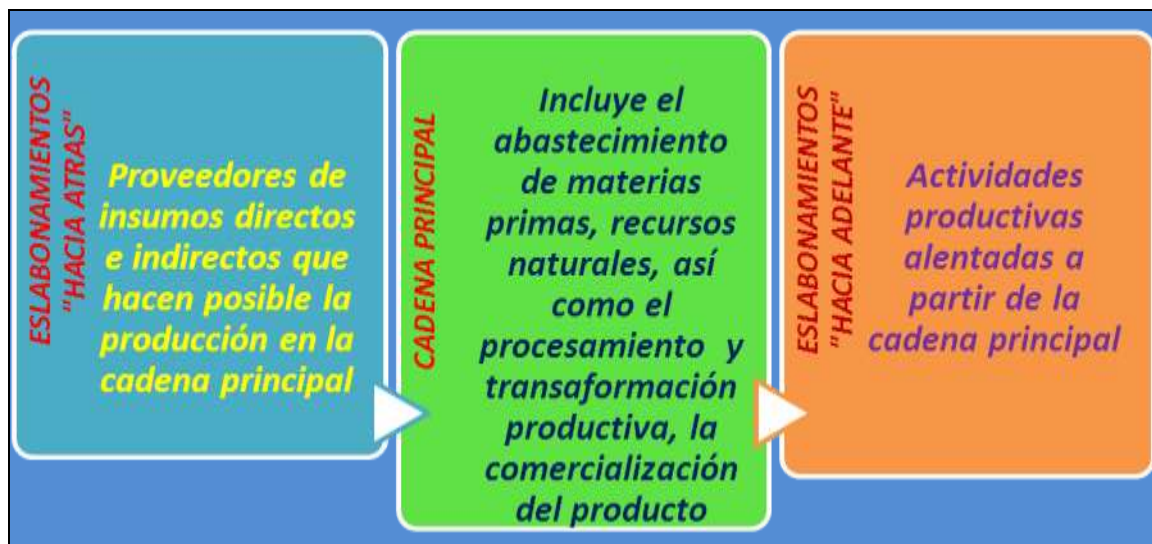 ESLABONAMIENTOS
"HACIA ATRAS"
Proveedores de
insumos directos
e indirectos que
hacen posible la
producción en la
cadena principal
CADENA PRINCIPAL
Incluye el
abastecimiento
de materias
primas, recursos
naturales, así
como el
procesamiento y
transaformación
productiva, la
comercialización
del producto
ESLABONAMIENTOS
"HACIA ADELANTE"
Actividades
productivas
alentadas a
partir de la
cadena principal